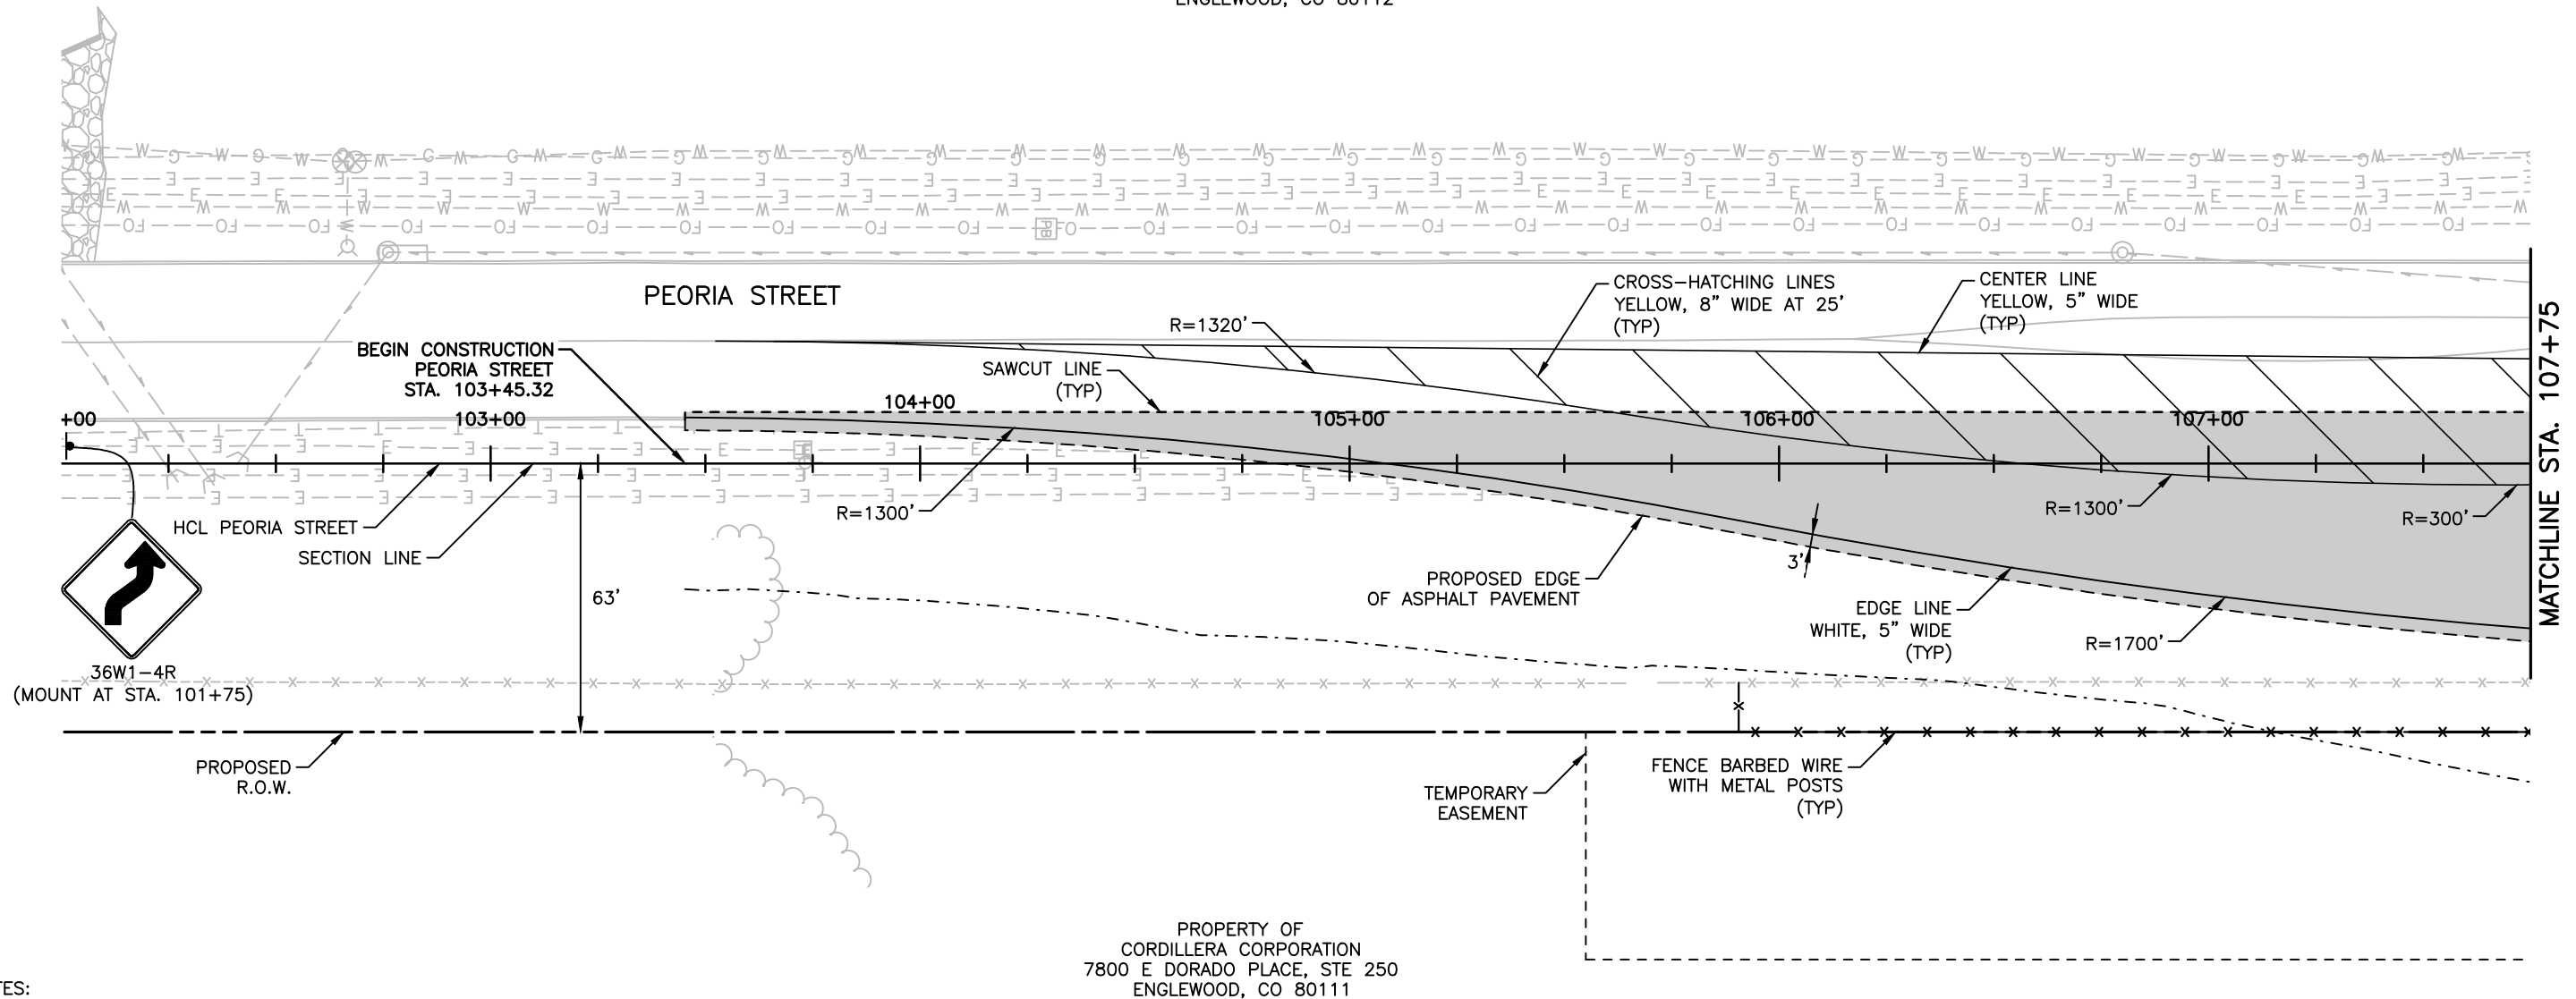 ENGLEWOOD, CO 80112
PEORIA STREET
CROSS-HATCHING LINES
YELLOW, 8" WIDE AT 25'
(TYP)
CENTER LINE
YELLOW, 5" WIDE
(TYP)
R=1320'
BEGIN CONSTRUCTION
PEORIA STREET
STA. 103+45.32
SAWCUT LINE
(TYP)
+00
103+00
104+00
105+00
106+00
107+00
MATCHLINE STA. 107+75
HCL PEORIA STREET
SECTION LINE
R=1300'
R=1300'
R=300'
63'
3'
PROPOSED EDGE
OF ASPHALT PAVEMENT
EDGE LINE
WHITE, 5" WIDE
(TYP)
R=1700'
36W1-4R
(MOUNT AT STA. 101+75)
PROPOSED
R.O.W.
TEMPORARY
EASEMENT
FENCE BARBED WIRE
WITH METAL POSTS
(TYP)
PROPERTY OF
CORDILLERA CORPORATION
7800 E DORADO PLACE, STE 250
ENGLEWOOD, CO 80111
TES: